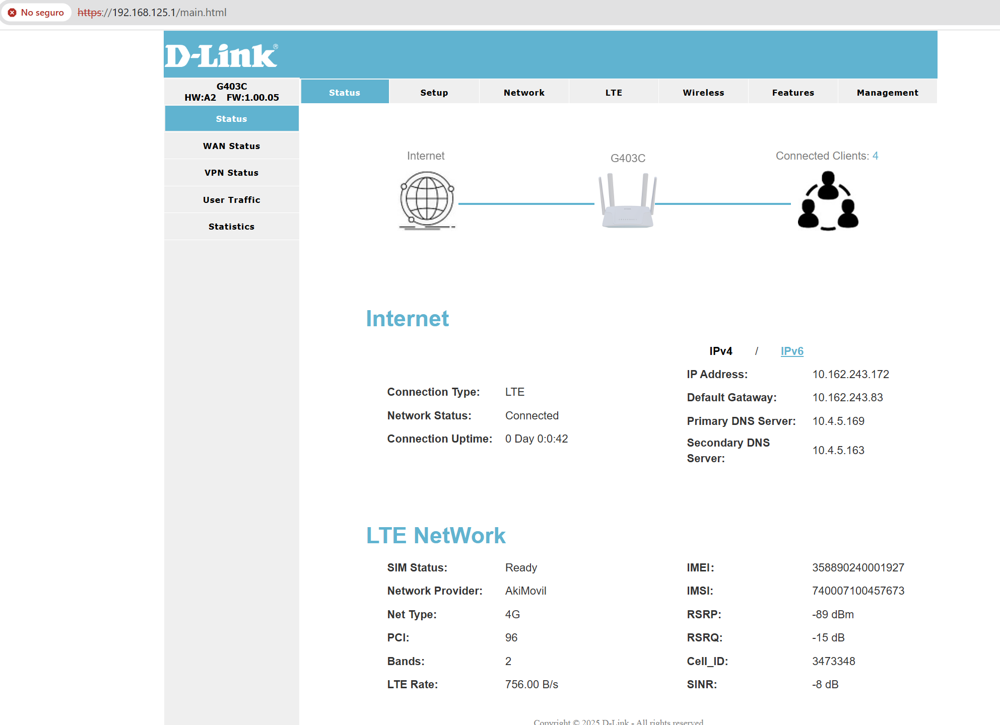 No seguro https://192.168.125.1/main.html
D-Link®
G403C
HW:A2 FW:1.00.05
Status Setup Network LTE Wireless Features Management
Status
WAN Status
VPN Status
User Traffic
Statistics
Internet
G403C
Connected Clients: 4
Internet
IPv4 / IPv6
Connection Type: LTE
Network Status: Connected
Connection Uptime: 0 Day 0:0:42
IP Address: 10.162.243.172
Default Gataway: 10.162.243.83
Primary DNS Server: 10.4.5.169
Secondary DNS
Server: 10.4.5.163
LTE NetWork
SIM Status: Ready
Network Provider: AkiMovil
Net Type: 4G
PCI: 96
Bands: 2
LTE Rate: 756.00 B/s
IMEI: 358890240001927
IMSI: 740007100457673
RSRP: -89 dBm
RSRQ: -15 dB
Cell_ID: 3473348
SINR: -8 dB
Copyright © 2025 D-Link - All rights reserved